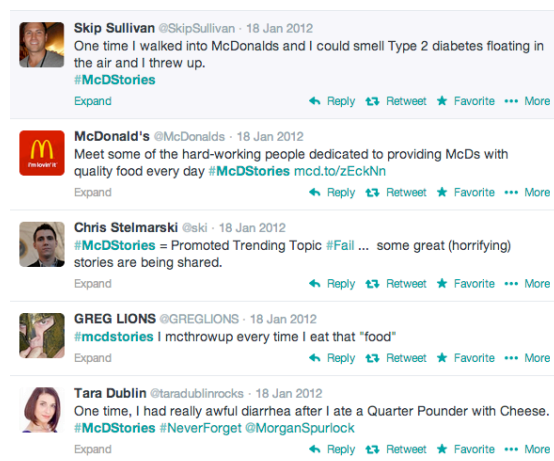 Skip Sullivan @SkipSullivan · 18 Jan 2012
One time I walked into McDonalds and I could smell Type 2 diabetes floating in
the air and I threw up.
#McDStories
Expand Reply Retweet Favorite ••• More
McDonald's @McDonalds · 18 Jan 2012
M
i'm lovin' it
Meet some of the hard-working people dedicated to providing McDs with
quality food every day #McDStories mcd.to/zEckNn
Expand Reply Retweet Favorite ••• More
Chris Stelmarski @ski · 18 Jan 2012
#McDStories = Promoted Trending Topic #Fail ... some great (horrifying)
stories are being shared.
Expand Reply Retweet Favorite ••• More
GREG LIONS @GREGLIONS · 18 Jan 2012
#mcdstories I mcthrowup every time I eat that "food"
Expand Reply Retweet Favorite ••• More
Tara Dublin @taradublinrocks · 18 Jan 2012
One time, I had really awful diarrhea after I ate a Quarter Pounder with Cheese.
#McDStories #NeverForget @MorganSpurlock
Expand Reply Retweet Favorite ••• More